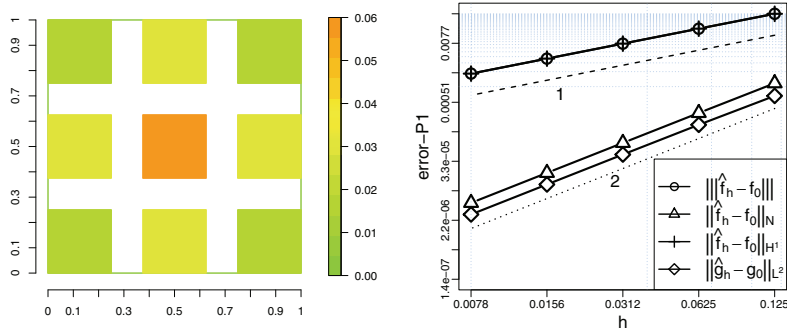 1
0.9
0.7
0.5
0.4
0.3
0.1
0
0 0.1 0.3 0.5 0.7 0.9 1
0.06
0.05
0.04
0.03
0.02
0.01
0.00
error−P1
0.0077
0.00051
3.3e−05
2.2e−06
1.4e−07
1
2
|||f̂h − f0|||
||f̂h − f0||N
||f̂h − f0||H¹
||ĝh − g0||L²
0.0078 0.0156 0.0312 0.0625 0.125
h